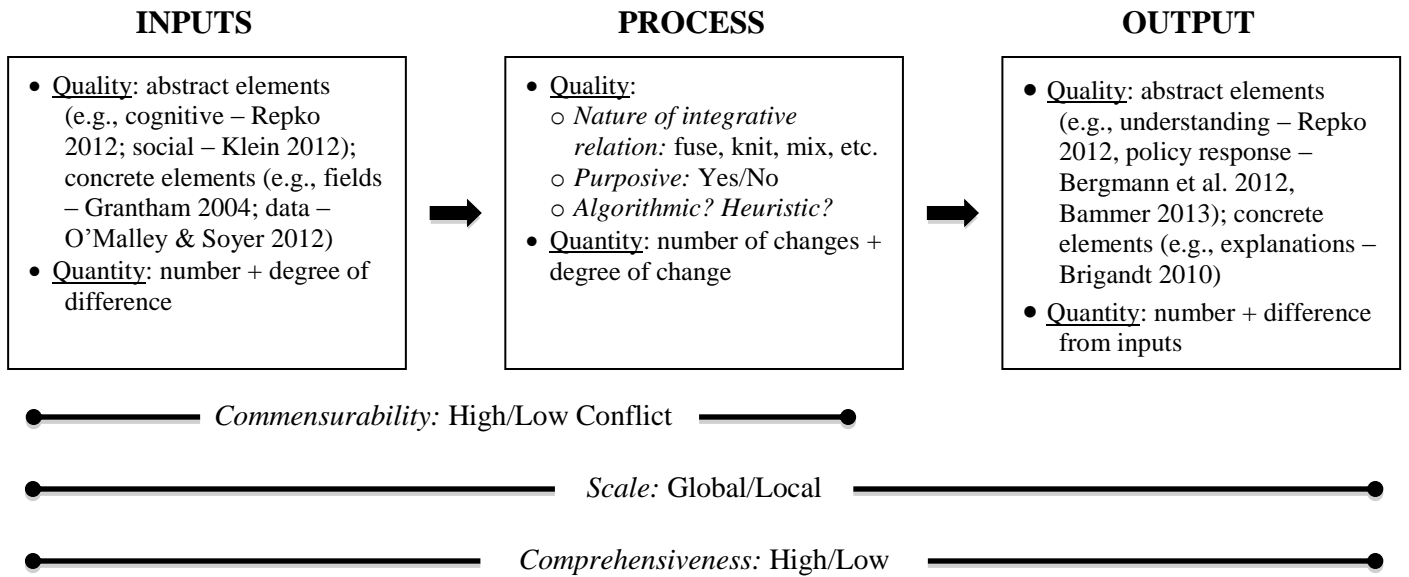 INPUTS
• Quality: abstract elements
(e.g., cognitive – Repko
2012; social – Klein 2012);
concrete elements (e.g., fields
– Grantham 2004; data –
O’Malley & Soyer 2012)
• Quantity: number + degree of
difference
PROCESS
• Quality:
o Nature of integrative
relation: fuse, knit, mix, etc.
o Purposive: Yes/No
o Algorithmic? Heuristic?
• Quantity: number of changes +
degree of change
OUTPUT
• Quality: abstract elements
(e.g., understanding – Repko
2012, policy response –
Bergmann et al. 2012,
Bammer 2013); concrete
elements (e.g., explanations –
Brigandt 2010)
• Quantity: number + difference
from inputs
Commensurability: High/Low Conflict
Scale: Global/Local
Comprehensiveness: High/Low